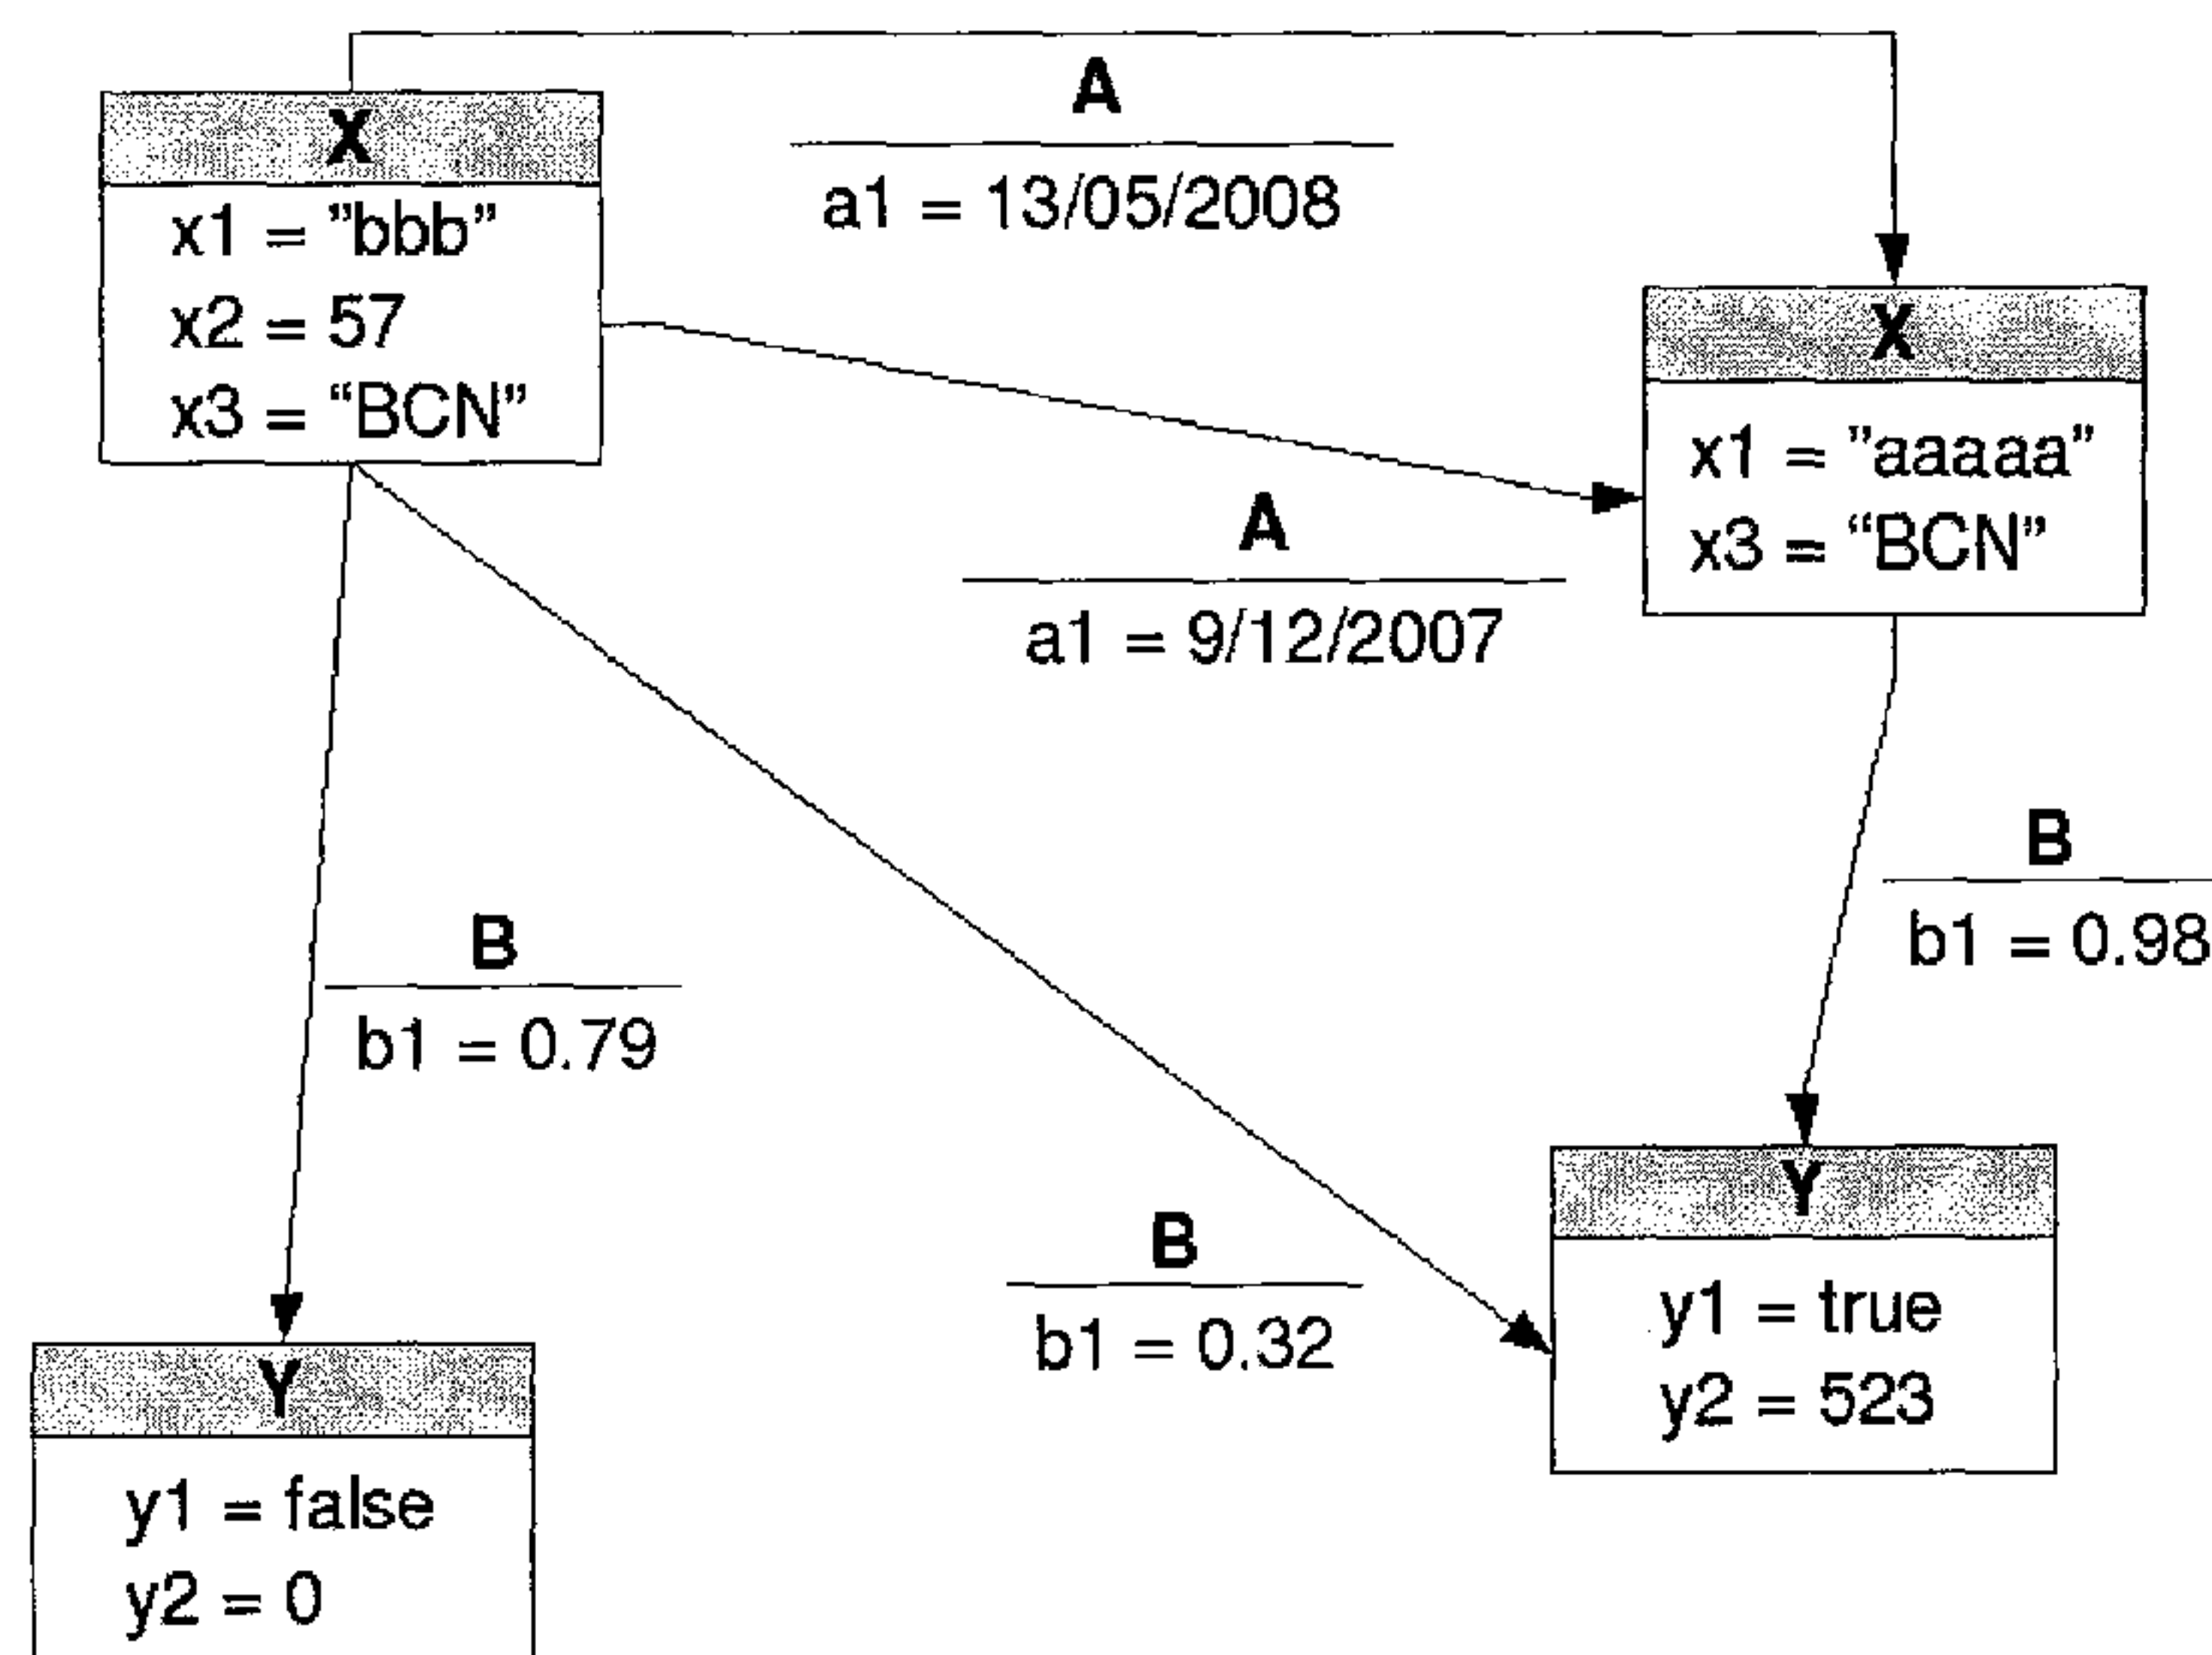 A
X
a1 = 13/05/2008
x1 = ”bbb”
x2 = 57
x3 = “BCN”
X
x1 = ”aaaaa”
x3 = “BCN”
A
a1 = 9/12/2007
B
b1 = 0.98
B
b1 = 0.79
B
b1 = 0.32
Y
y1 = true
y2 = 523
Y
y1 = false
y2 = 0